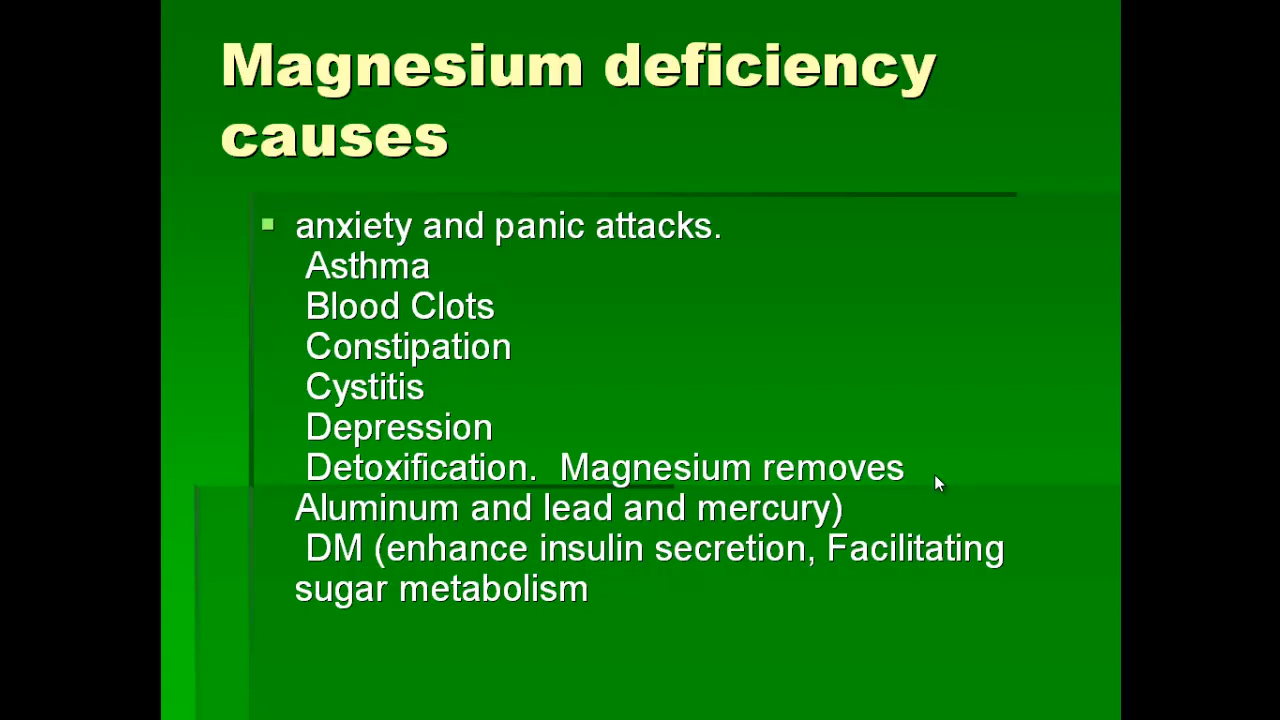 Magnesium deficiency
causes
anxiety and panic attacks.
Asthma
Blood Clots
Constipation
Cystitis
Depression
Detoxification.  Magnesium removes
Aluminum and lead and mercury)
DM (enhance insulin secretion, Facilitating
sugar metabolism